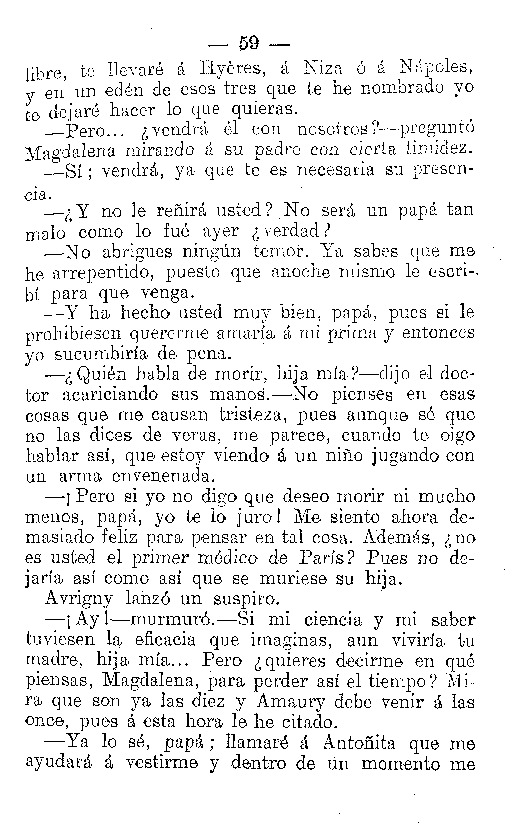 — 59 —
libre, te llevaré á Hyères, á Niza ó á Nápoles,
y en un edén de esos tres que te he nombrado yo
te dejaré hacer lo que quieras.
—Pero... ¿vendrá él con nosotros?—preguntó
Magdalena mirando á su padre con cierta timidez.
—Sí; vendrá, ya que te es necesaria su presen-
cia.
—¿Y no le reñirá usted? No será un papá tan
malo como lo fué ayer ¿verdad?
—No abrigues ningún temor. Ya sabes que me
he arrepentido, puesto que anoche mismo le escri-
bí para que venga.
—Y ha hecho usted muy bien, papá, pues si le
prohibiesen quererme amaría á mi prima y entonces
yo sucumbiría de pena.
—¿Quién habla de morir, hija mía?—dijo el doc-
tor acariciando sus manos.—No pienses en esas
cosas que me causan tristeza, pues aunque sé que
no las dices de veras, me parece, cuando te oigo
hablar así, que estoy viendo á un niño jugando con
un arma envenenada.
—¡Pero si yo no digo que deseo morir ni mucho
menos, papá, yo te lo juro! Me siento ahora de-
masiado feliz para pensar en tal cosa. Además, ¿no
es usted el primer médico de París? Pues no de-
jaría así como así que se muriese su hija.
Avrigny lanzó un suspiro.
—¡Ay!—murmuró.—Si mi ciencia y mi saber
tuviesen la eficacia que imaginas, aun viviría tu
madre, hija mía... Pero ¿quieres decirme en qué
piensas, Magdalena, para perder así el tiempo? Mi-
ra que son ya las diez y Amaury debe venir á las
once, pues á esta hora le he citado.
—Ya lo sé, papá; llamaré á Antoñita que me
ayudará á vestirme y dentro de un momento me